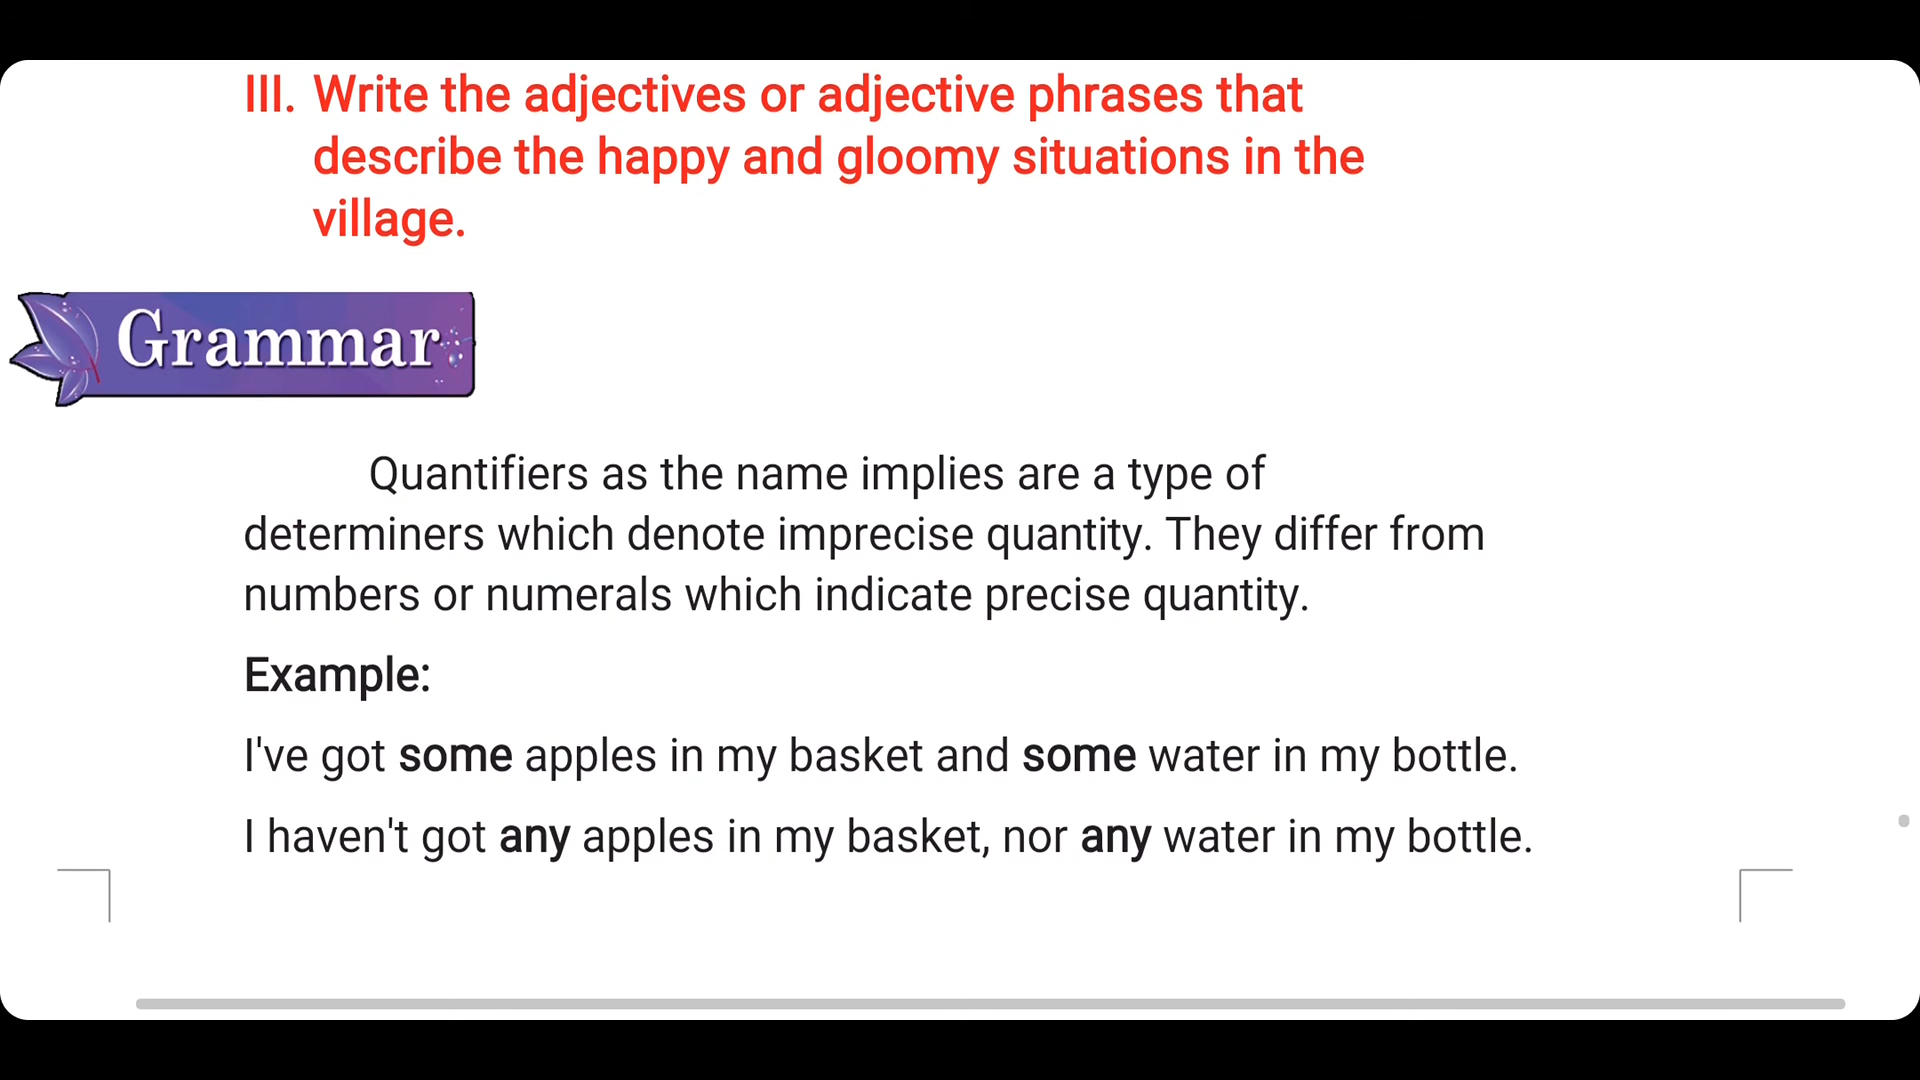 III. Write the adjectives or adjective phrases that
describe the happy and gloomy situations in the
village.
Grammar
Quantifiers as the name implies are a type of
determiners which denote imprecise quantity. They differ from
numbers or numerals which indicate precise quantity.
Example:
I've got some apples in my basket and some water in my bottle.
I haven't got any apples in my basket, nor any water in my bottle.